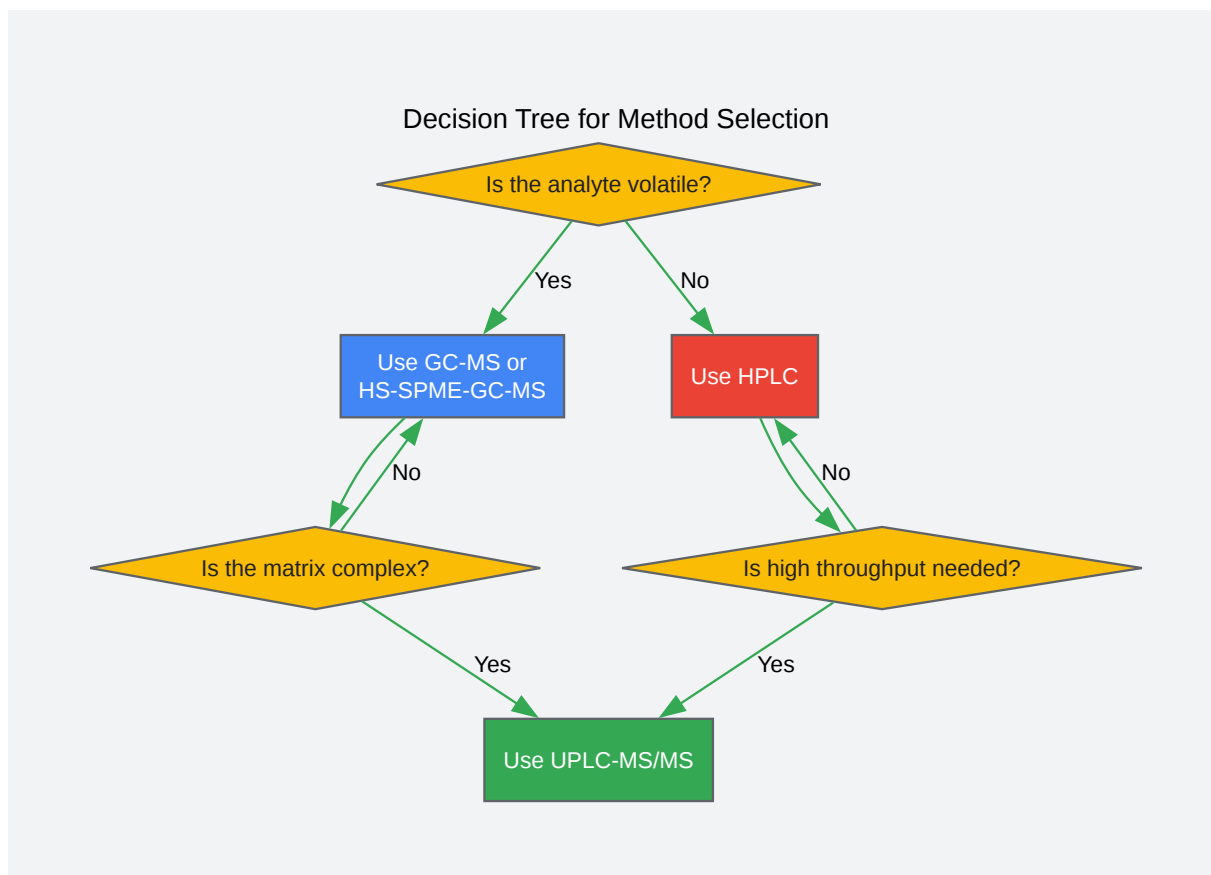 Decision Tree for Method Selection
Is the analyte volatile?
Yes
No
Use GC-MS or
HS-SPME-GC-MS
Use HPLC
No
No
Is the matrix complex?
Is high throughput needed?
Yes
Yes
Use UPLC-MS/MS